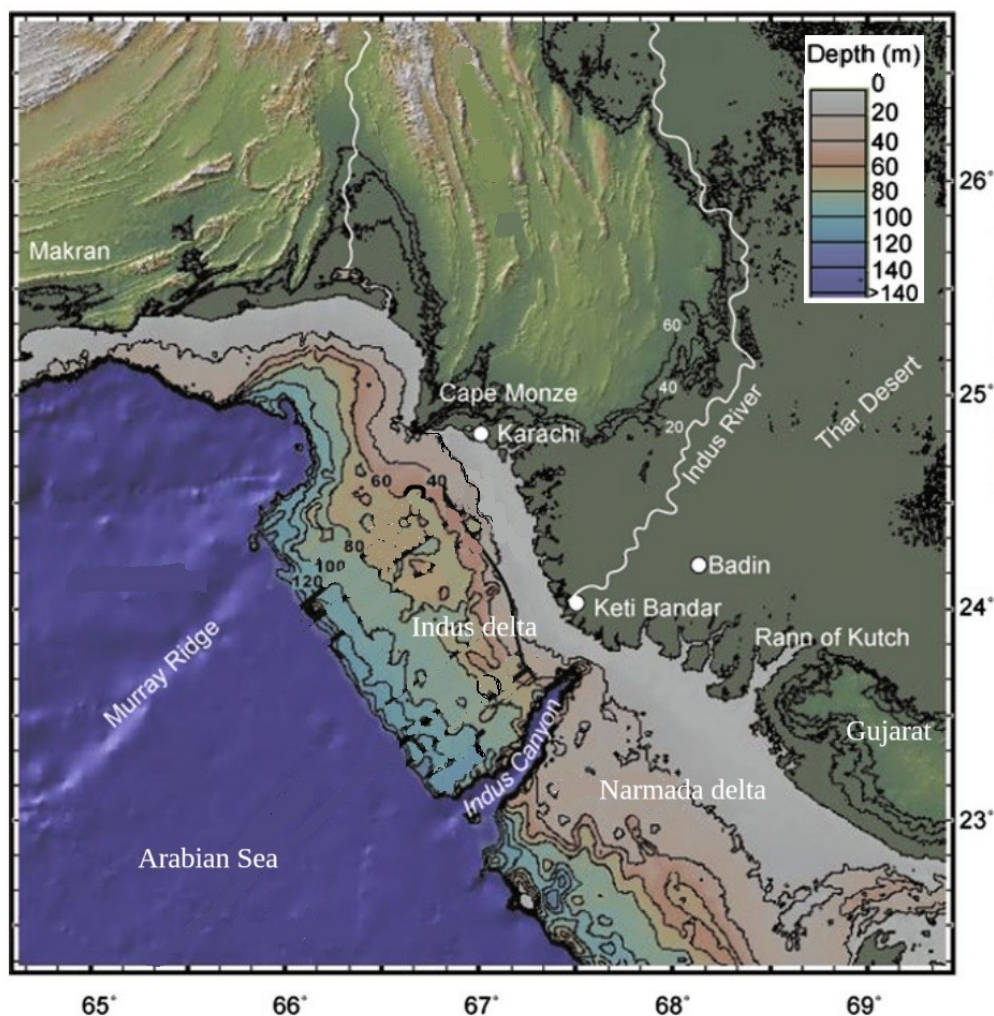 Depth (m)
0
20
40
60
80
100
120
140
>140
26°
Makran
60
25°
40
Cape Monze
20
Karachi
Indus River
Thar Desert
60
40
80
100
120
Badin
Keti Bandar
24°
Indus delta
Rann of Kutch
Murray Ridge
Gujarat
Indus Canyon
Narmada delta
23°
Arabian Sea
65°
66°
67°
68°
69°